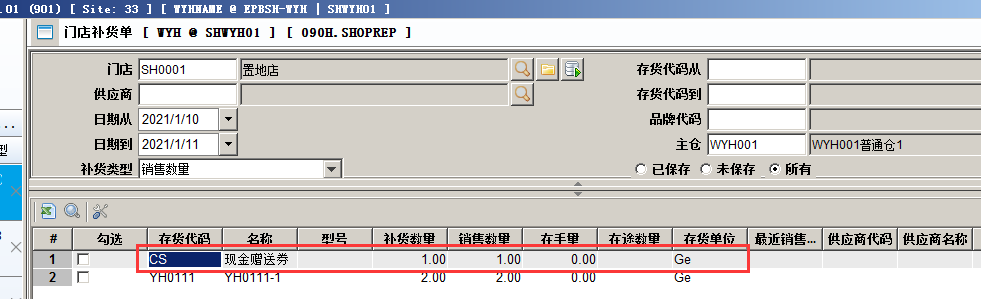 .01 (901) [ Site: 33 ] [ WYHNAME @ EPBSH-WYH | SHWYH01 ]
门店补货单 [ WYH @ SHWYH01 ] [ 090H.SHOPREP ]
门店 SH0001 置地店 存货代码从
供应商 存货代码到
日期从 2021/1/10 品牌代码
日期到 2021/1/11 主仓 WYH001 WYH001普通仓1
补货类型 销售数量 已保存 未保存 所有
# 勾选 存货代码 名称 型号 补货数量 销售数量 在手量 在途数量 存货单位 最近销售... 供应商代码 供应商名称
1 CS 现金赠送券 1.00 1.00 0.00 Ge
2 YH0111 YH0111-1 2.00 2.00 0.00 Ge